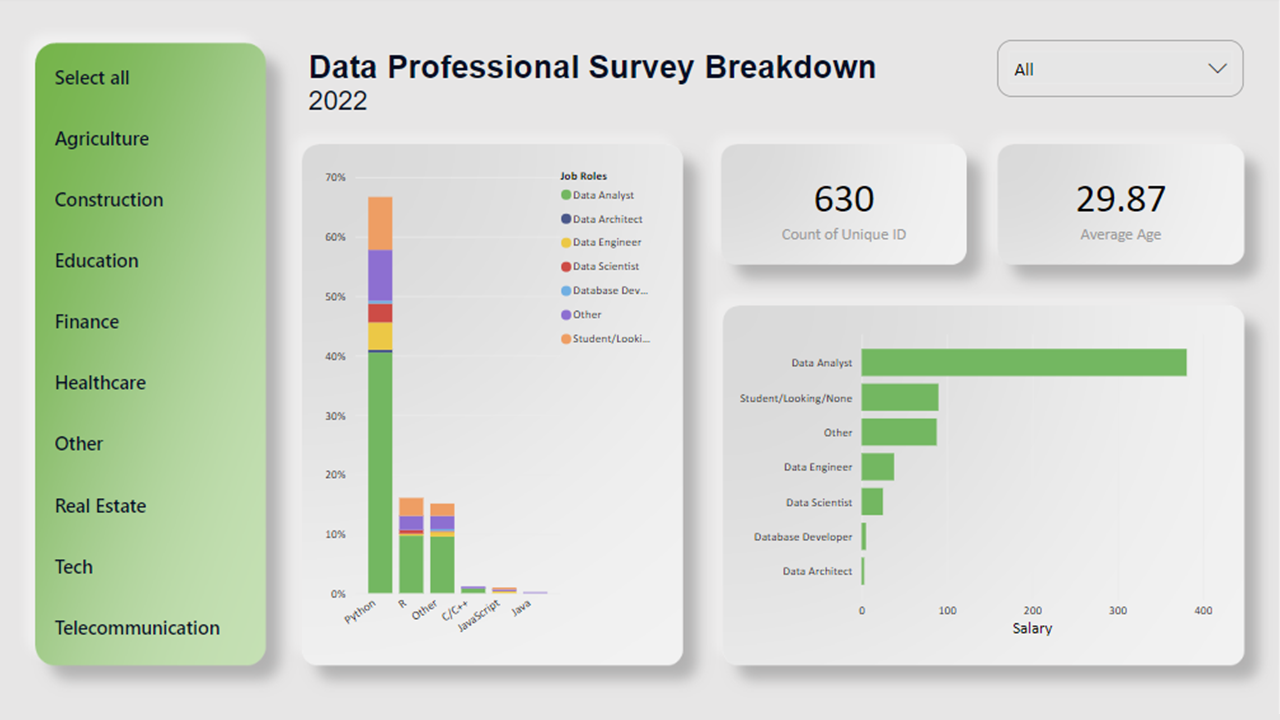 Select all
Agriculture
Construction
Education
Finance
Healthcare
Other
Real Estate
Tech
Telecommunication
Data Professional Survey Breakdown
2022
All
70%
60%
50%
40%
30%
20%
10%
0%
Python
R
Other
C/C++
JavaScript
Java
Job Roles
Data Analyst
Data Architect
Data Engineer
Data Scientist
Database Dev...
Other
Student/Looki...
630
Count of Unique ID
29.87
Average Age
Data Analyst
Student/Looking/None
Other
Data Engineer
Data Scientist
Database Developer
Data Architect
0 100 200 300 400
Salary